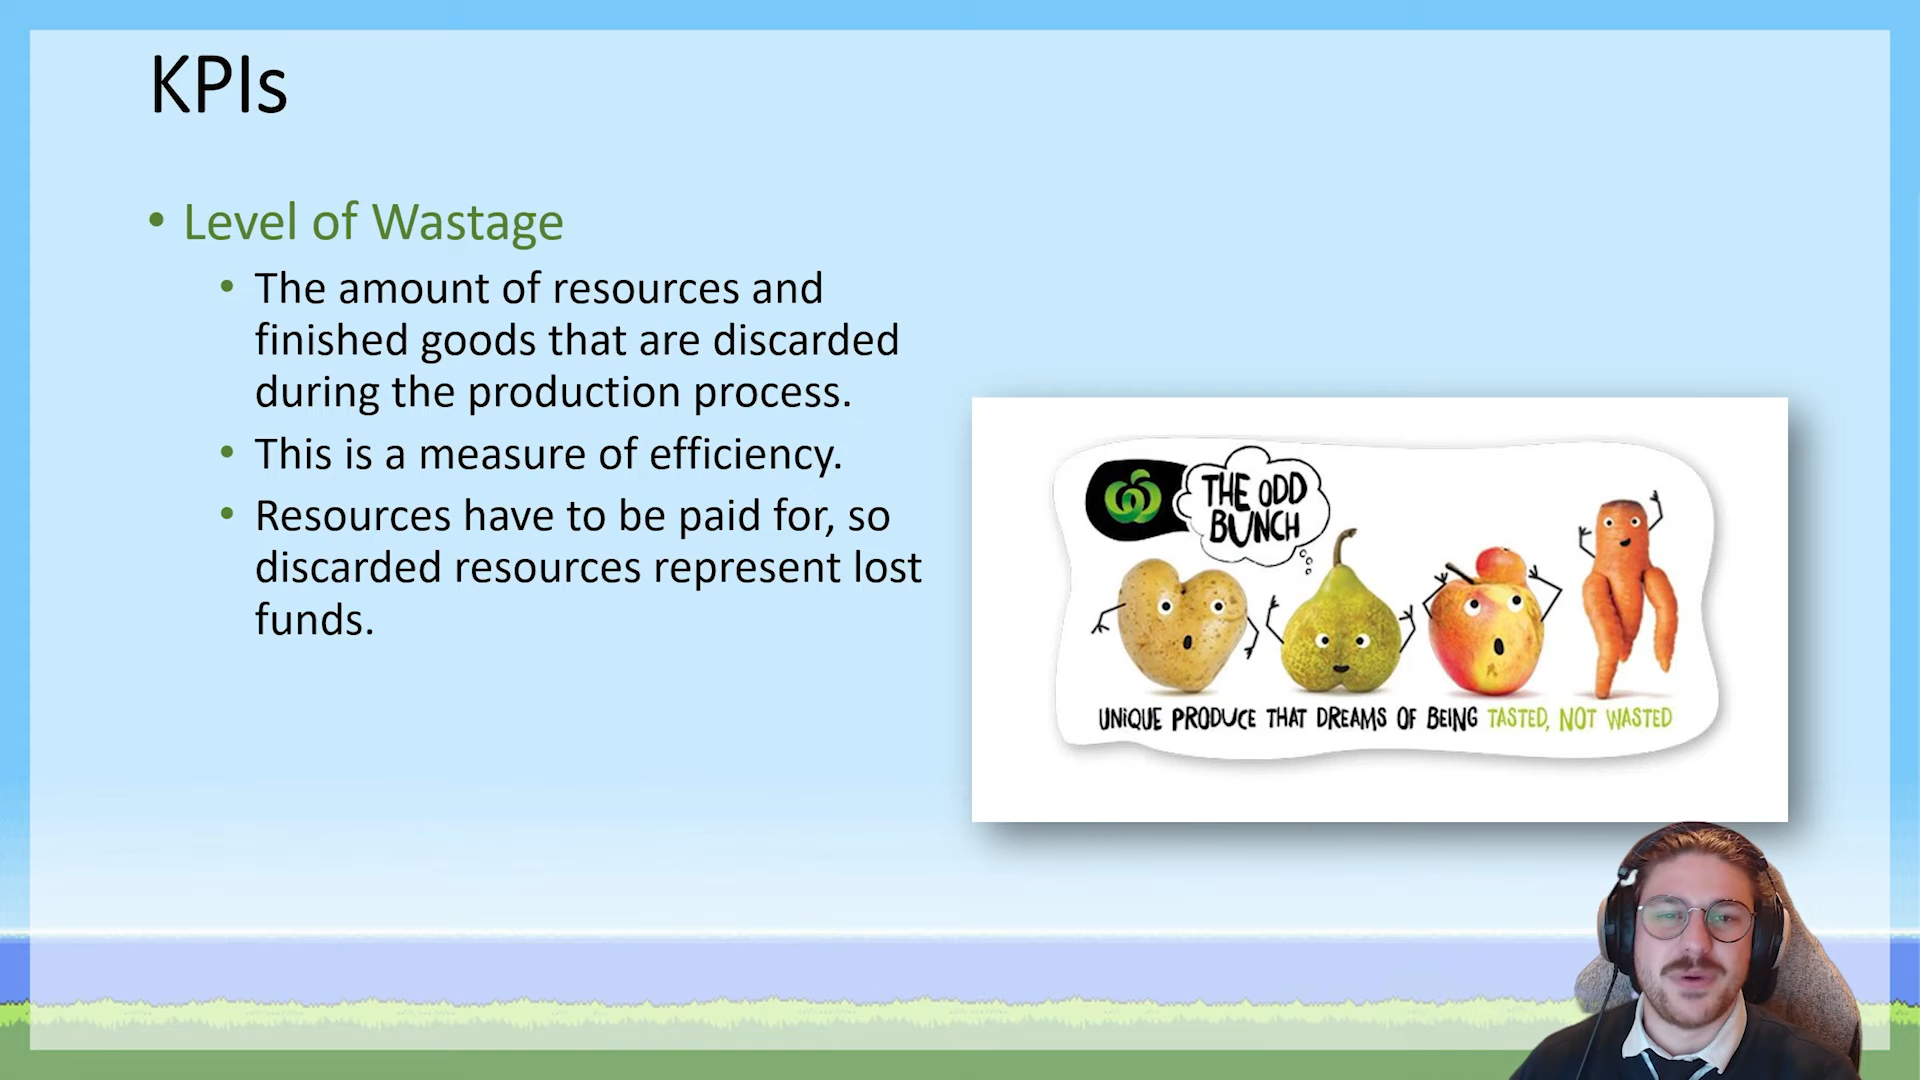 KPIs
• Level of Wastage
• The amount of resources and
finished goods that are discarded
during the production process.
• This is a measure of efficiency.
• Resources have to be paid for, so
discarded resources represent lost
funds.
THE ODD
BUNCH
UNIQUE PRODUCE THAT DREAMS OF BEING TASTED, NOT WASTED